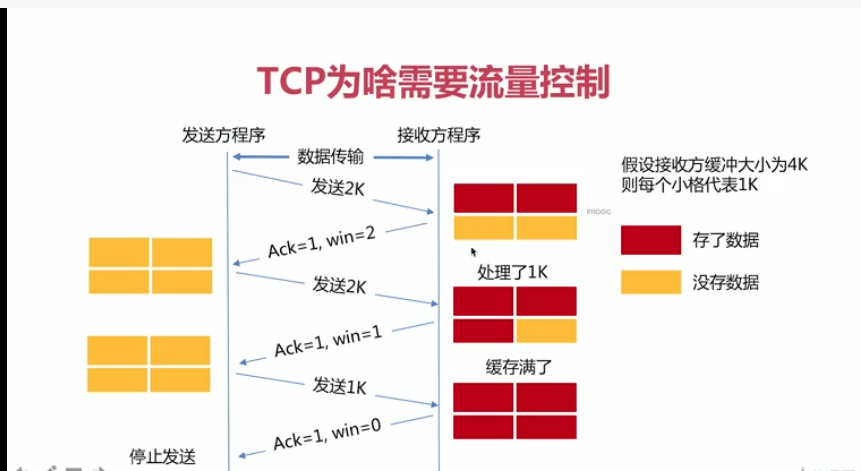 TCP为啥需要流量控制
发送方程序
接收方程序
数据传输
假设接收方缓冲大小为4K
则每个小格代表1K
发送2K
imooc
存了数据
Ack=1, win=2
处理了1K
没存数据
发送2K
Ack=1, win=1
缓存满了
发送1K
Ack=1, win=0
停止发送